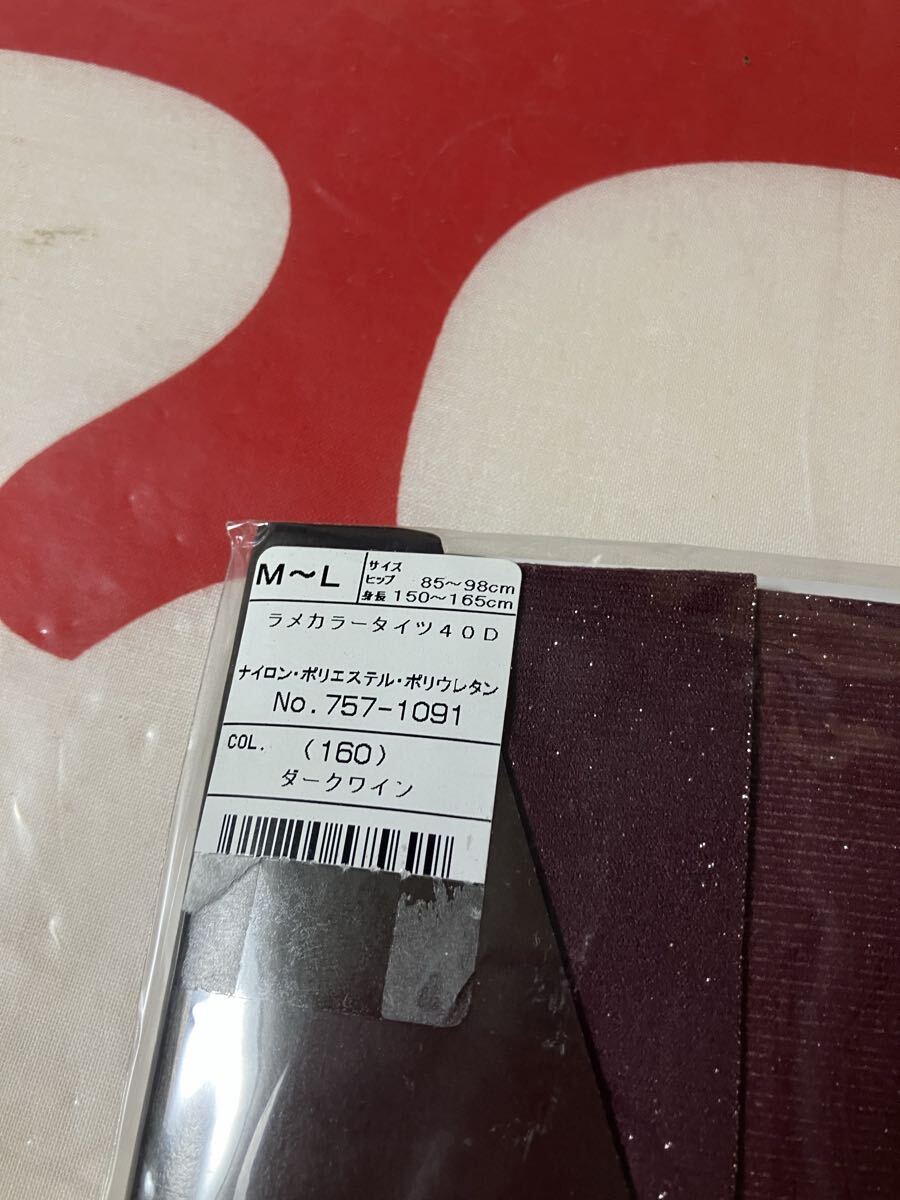 M～L
サイズ
ヒップ 85～98cm
身長 150～165cm
ラメカラータイツ40D
ナイロン・ポリエステル・ポリウレタン
No.757-1091
COL. (160)
ダークワイン